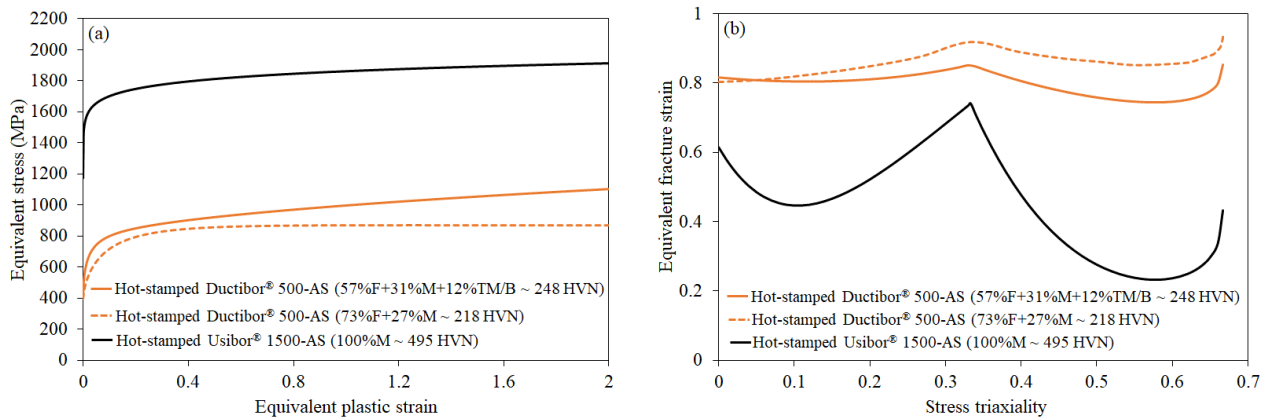 (a)
2200
2000
1800
1600
1400
1200
1000
800
600
400
200
0
Equivalent stress (MPa)
Hot-stamped Ductibor® 500-AS (57%F+31%M+12%TM/B ~ 248 HVN)
Hot-stamped Ductibor® 500-AS (73%F+27%M ~ 218 HVN)
Hot-stamped Usibor® 1500-AS (100%M ~ 495 HVN)
0 0.4 0.8 1.2 1.6 2
Equivalent plastic strain
(b)
1
0.8
0.6
0.4
0.2
0
Equivalent fracture strain
Hot-stamped Ductibor® 500-AS (57%F+31%M+12%TM/B ~ 248 HVN)
Hot-stamped Ductibor® 500-AS (73%F+27%M ~ 218 HVN)
Hot-stamped Usibor® 1500-AS (100%M ~ 495 HVN)
0 0.1 0.2 0.3 0.4 0.5 0.6 0.7
Stress triaxiality